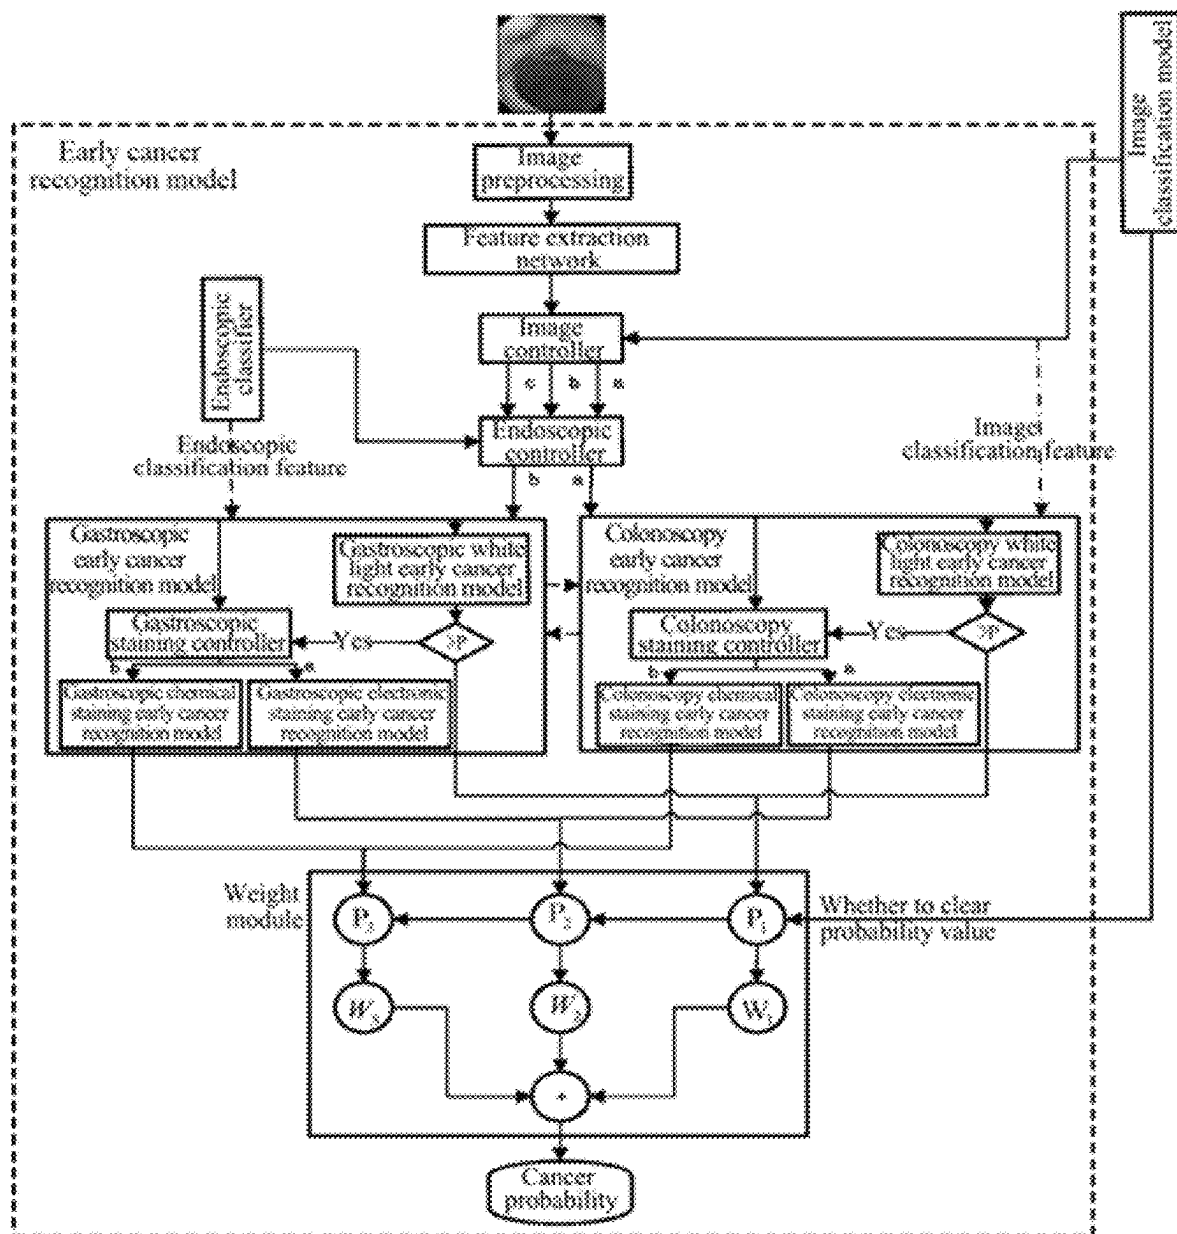 Image
classification model
Early cancer
recognition model
Image
preprocessing
Feature extraction
network
Endoscopic
classifier
Image
controller
c
b
a
Endoscopic
controller
Endoscopic
classification feature
Image
classification feature
b
a
Gastroscopic
early cancer
recognition model
Gastroscopic white
light early cancer
recognition model
Colonoscopy
early cancer
recognition model
Colonoscopy white
light early cancer
recognition model
Gastroscopic
staining controller
Yes
≥P
Colonoscopy
staining controller
Yes
≥P
b
a
b
a
Gastroscopic chemical
staining early cancer
recognition model
Gastroscopic electronic
staining early cancer
recognition model
Colonoscopy chemical
staining early cancer
recognition model
Colonoscopy electronic
staining early cancer
recognition model
Weight
module
P3
P2
P1
Whether to clear
probability value
W3
W2
W1
+
Cancer
probability